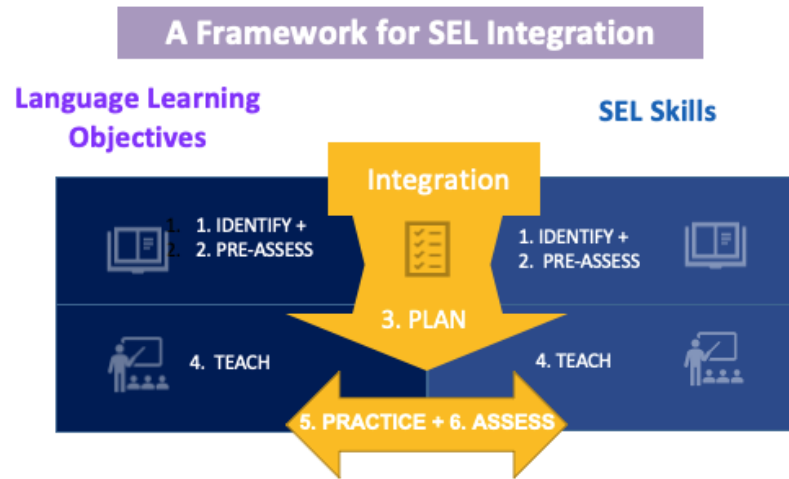 A Framework for SEL Integration
Language Learning
Objectives
SEL Skills
Integration
1. 1. IDENTIFY +
2. 2. PRE-ASSESS
1. IDENTIFY +
2. PRE-ASSESS
3. PLAN
4. TEACH
4. TEACH
5. PRACTICE + 6. ASSESS